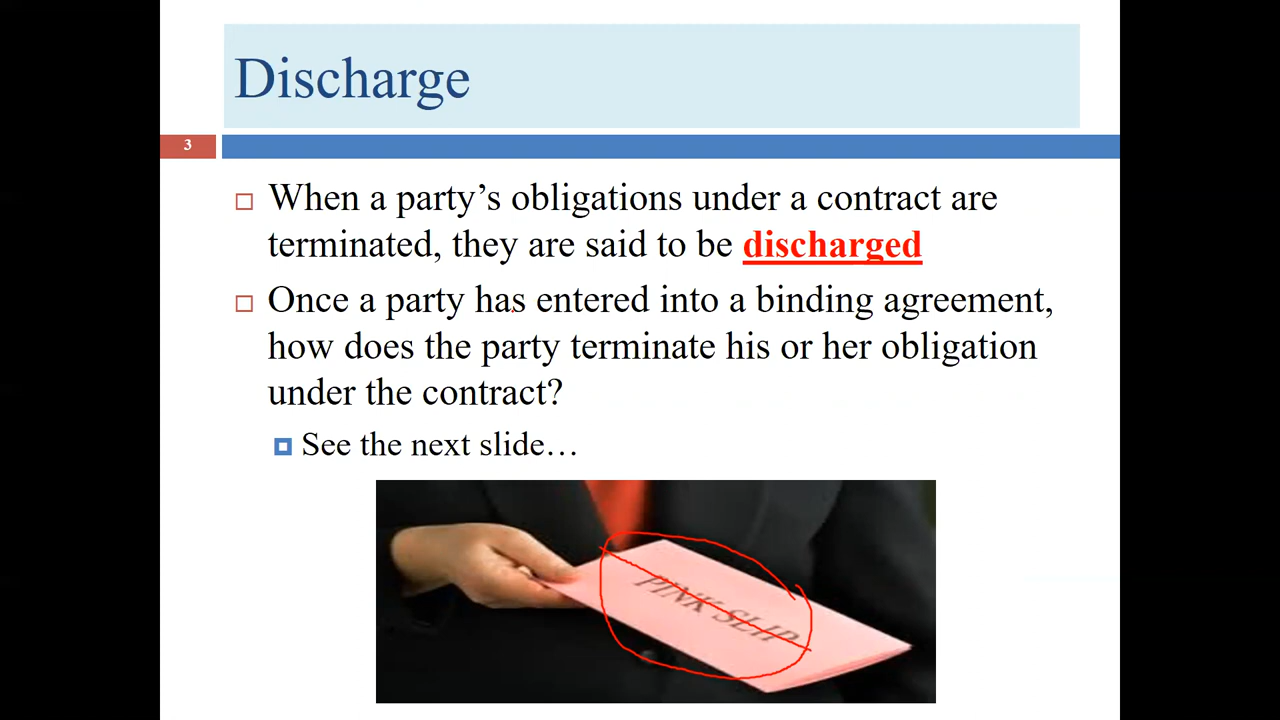 Discharge
3
When a party’s obligations under a contract are
terminated, they are said to be discharged
Once a party has entered into a binding agreement,
how does the party terminate his or her obligation
under the contract?
See the next slide…
PINK SLIP